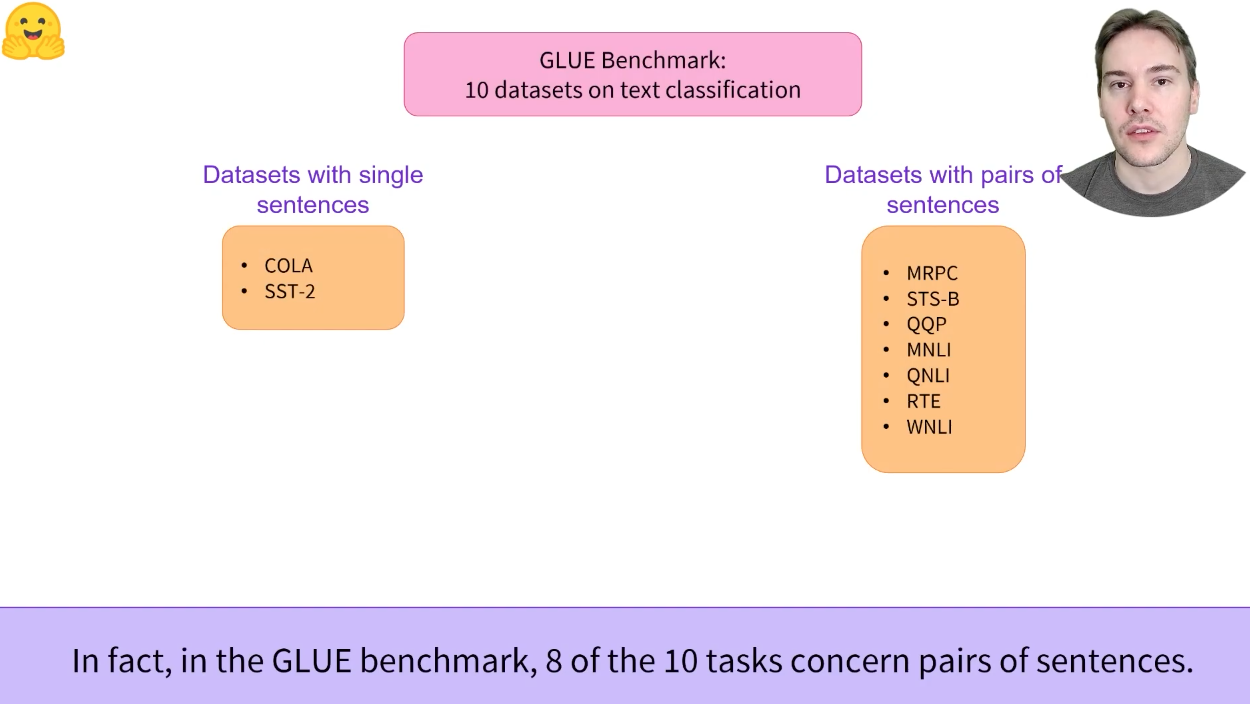 GLUE Benchmark:
10 datasets on text classification
Datasets with single
sentences
• COLA
• SST-2
Datasets with pairs of
sentences
• MRPC
• STS-B
• QQP
• MNLI
• QNLI
• RTE
• WNLI
In fact, in the GLUE benchmark, 8 of the 10 tasks concern pairs of sentences.